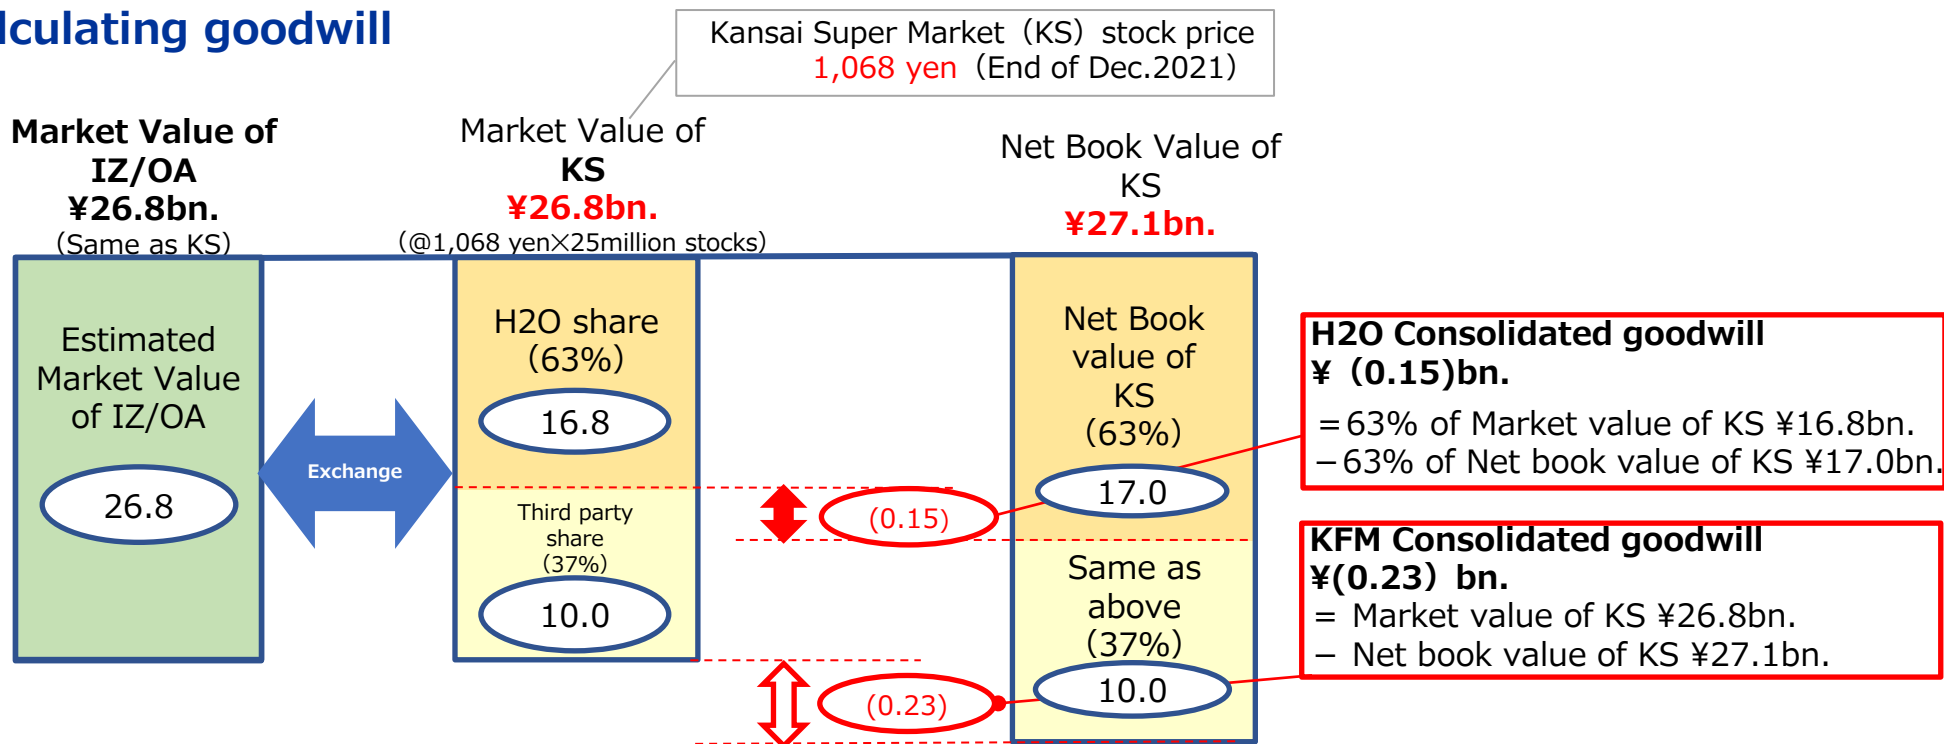 lculating goodwill
Kansai Super Market（KS）stock price
1,068 yen（End of Dec.2021）
Market Value of
IZ/OA
¥26.8bn.
（Same as KS）
Market Value of
KS
¥26.8bn.
（@1,068 yen×25million stocks）
Net Book Value of
KS
¥27.1bn.
Estimated
Market Value
of IZ/OA
26.8
Exchange
H2O share
（63%）
16.8
Third party
share
（37%）
10.0
(0.15)
(0.23)
Net Book
value of
KS
（63%）
17.0
Same as
above
（37%）
10.0
H2O Consolidated goodwill
¥（0.15)bn.
＝63% of Market value of KS ¥16.8bn.
－63% of Net book value of KS ¥17.0bn.
KFM Consolidated goodwill
¥(0.23）bn.
＝ Market value of KS ¥26.8bn.
－ Net book value of KS ¥27.1bn.